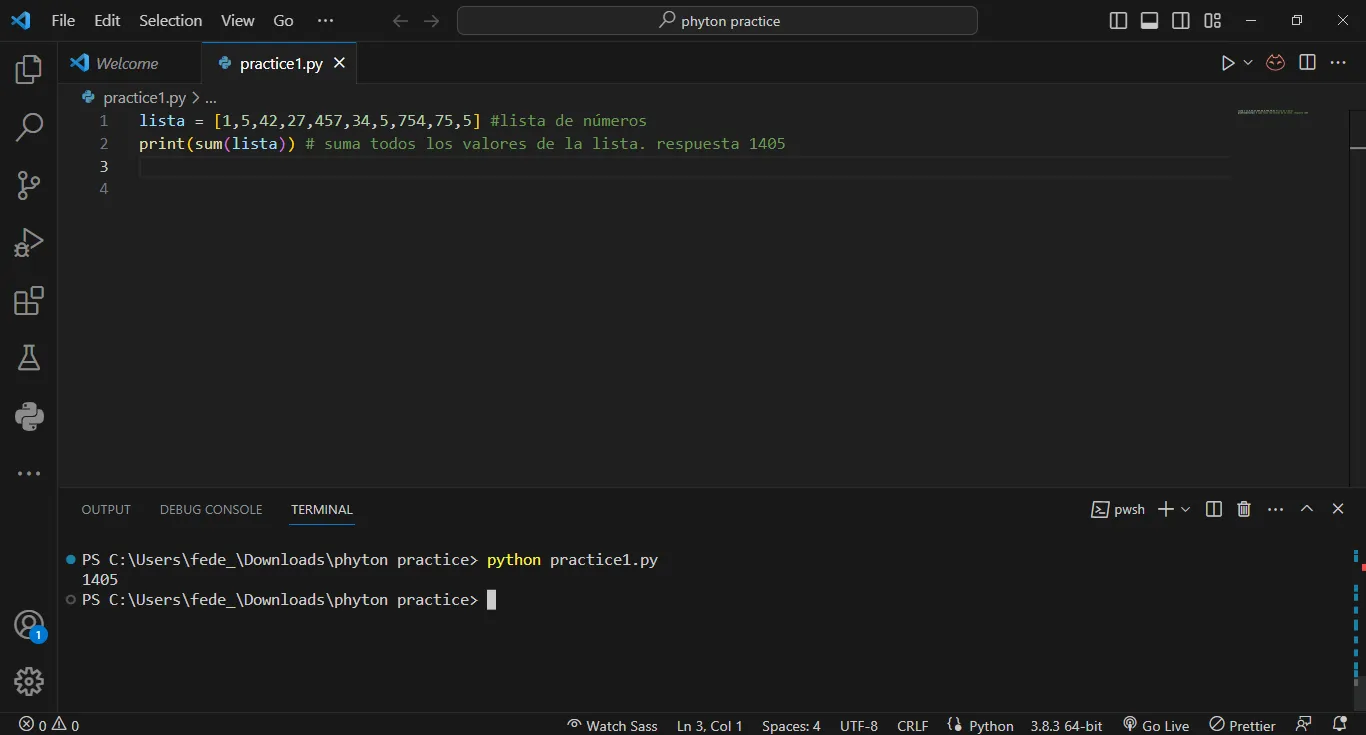 File Edit Selection View Go ... phyton practice
Welcome practice1.py
practice1.py > ...
1 lista = [1,5,42,27,457,34,5,754,75,5] #lista de números
2 print(sum(lista)) # suma todos los valores de la lista. respuesta 1405
3
4
OUTPUT DEBUG CONSOLE TERMINAL pwsh
PS C:\Users\fede_\Downloads\phyton practice> python practice1.py
1405
PS C:\Users\fede_\Downloads\phyton practice>
1
0 0 Watch Sass Ln 3, Col 1 Spaces: 4 UTF-8 CRLF Python 3.8.3 64-bit Go Live Prettier